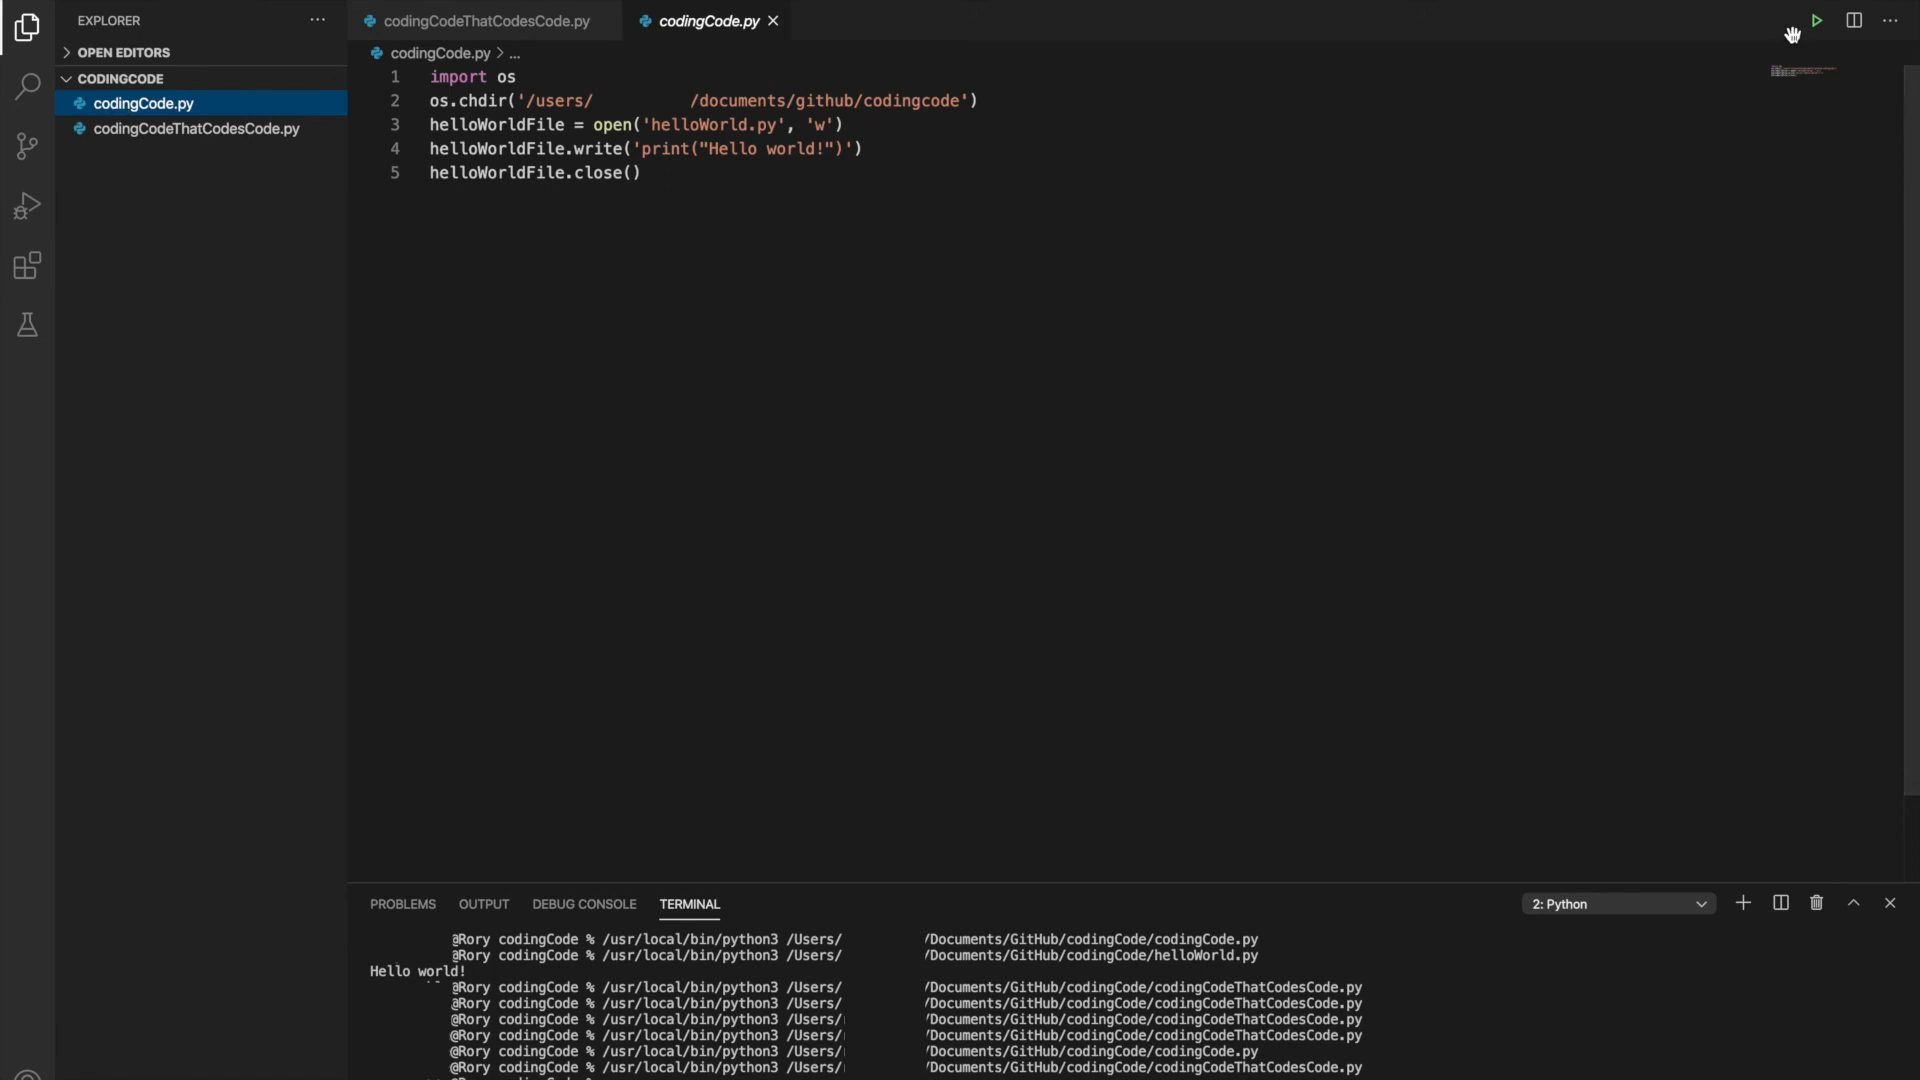 EXPLORER
OPEN EDITORS
CODINGCODE
codingCode.py
codingCodeThatCodesCode.py
codingCodeThatCodesCode.py
codingCode.py
codingCode.py > ...
1 import os
2 os.chdir('/users/ /documents/github/codingcode')
3 helloWorldFile = open('helloWorld.py', 'w')
4 helloWorldFile.write('print("Hello world!")')
5 helloWorldFile.close()
PROBLEMS OUTPUT DEBUG CONSOLE TERMINAL 2: Python
@Rory codingCode % /usr/local/bin/python3 /Users/ /Documents/GitHub/codingCode/codingCode.py
@Rory codingCode % /usr/local/bin/python3 /Users/ /Documents/GitHub/codingCode/helloWorld.py
Hello world!
@Rory codingCode % /usr/local/bin/python3 /Users/ /Documents/GitHub/codingCode/codingCodeThatCodesCode.py
@Rory codingCode % /usr/local/bin/python3 /Users/ /Documents/GitHub/codingCode/codingCodeThatCodesCode.py
@Rory codingCode % /usr/local/bin/python3 /Users/ /Documents/GitHub/codingCode/codingCodeThatCodesCode.py
@Rory codingCode % /usr/local/bin/python3 /Users/ /Documents/GitHub/codingCode/codingCodeThatCodesCode.py
@Rory codingCode % /usr/local/bin/python3 /Users/ /Documents/GitHub/codingCode/codingCode.py
@Rory codingCode % /usr/local/bin/python3 /Users/ /Documents/GitHub/codingCode/codingCodeThatCodesCode.py